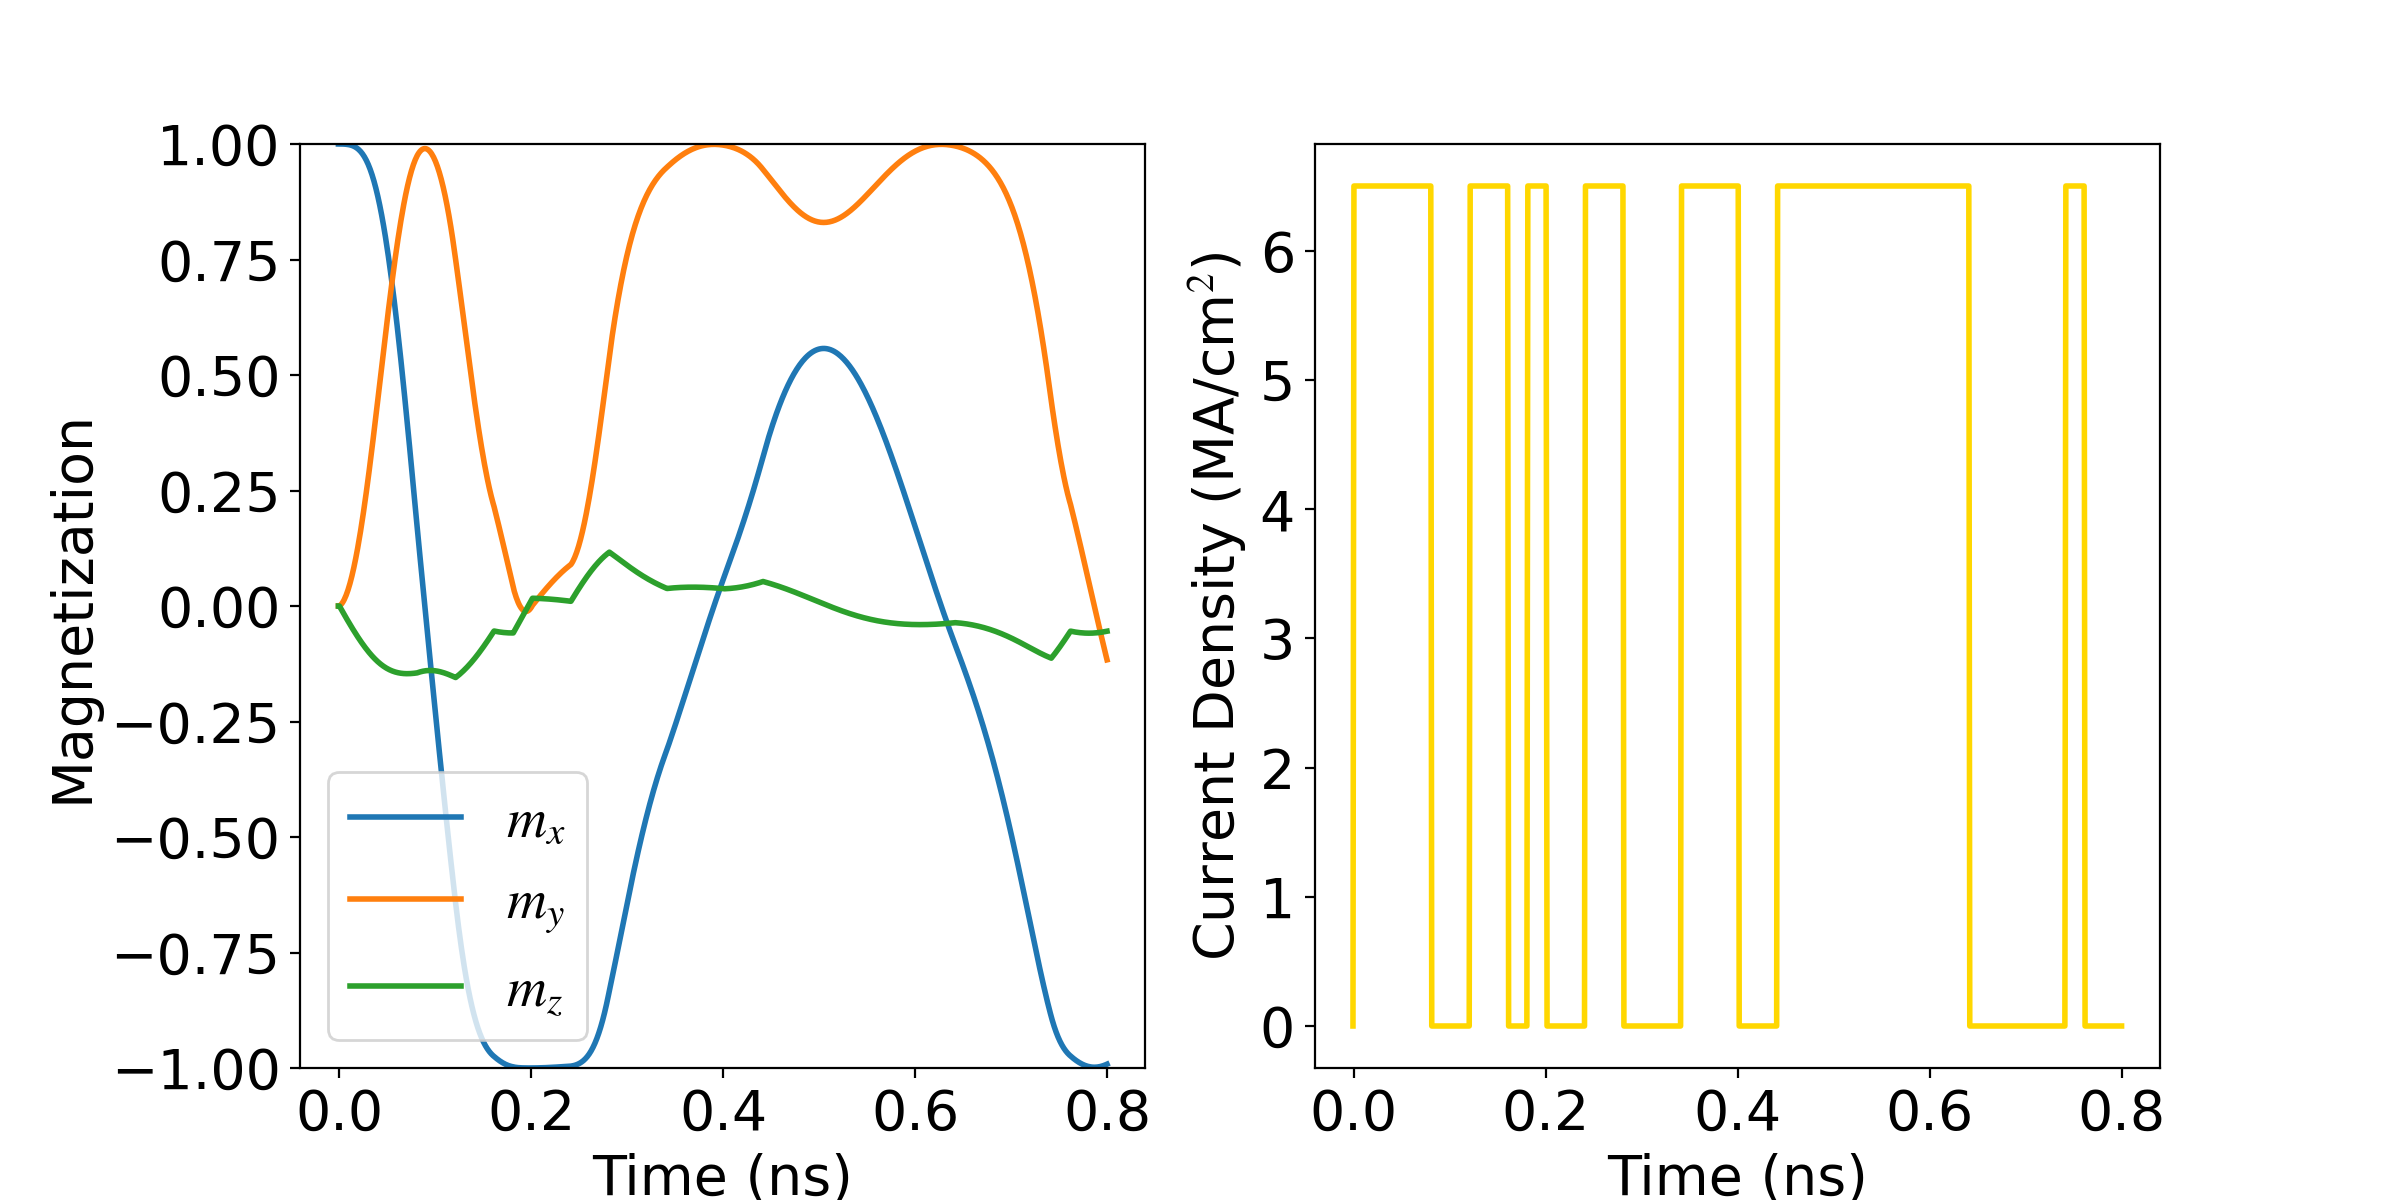 Magnetization
1.00
0.75
0.50
0.25
0.00
−0.25
−0.50
−0.75
−1.00
m_x
m_y
m_z
0.0 0.2 0.4 0.6 0.8
Time (ns)
Current Density (MA/cm²)
6
5
4
3
2
1
0
0.0 0.2 0.4 0.6 0.8
Time (ns)